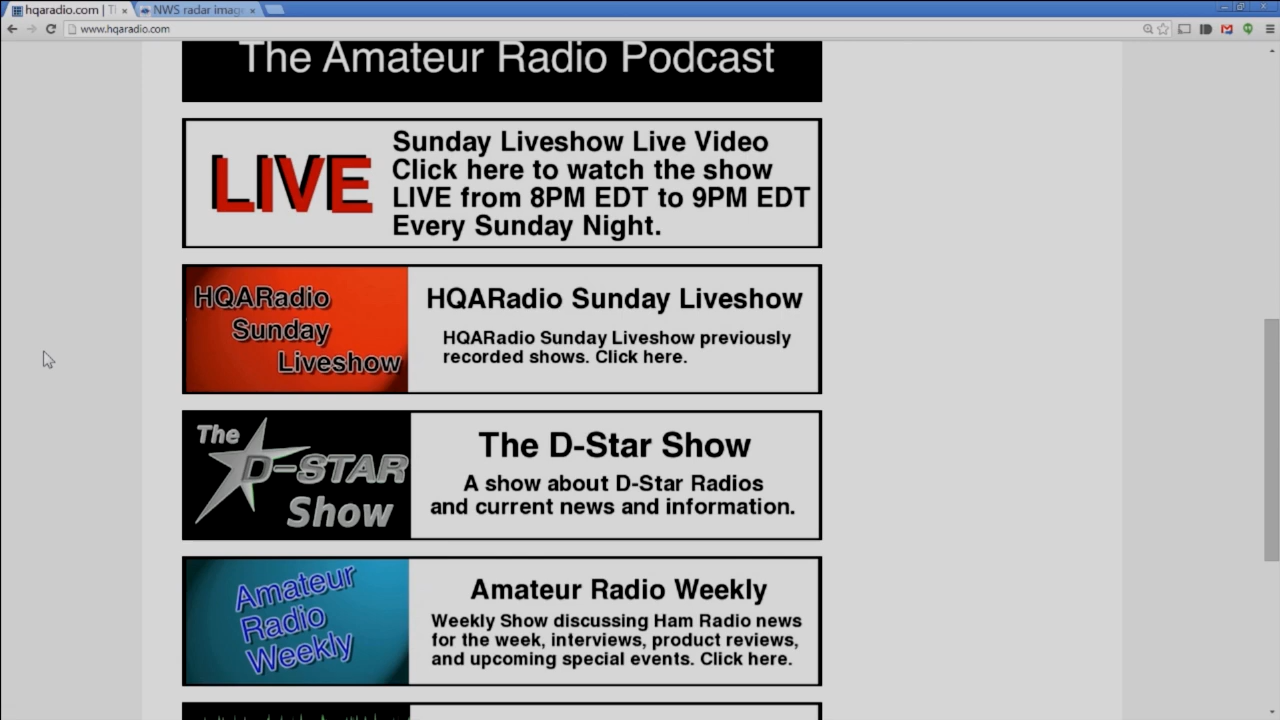 hqaradio.com | T
NWS radar imag
www.hqaradio.com
The Amateur Radio Podcast
LIVE
Sunday Liveshow Live Video
Click here to watch the show
LIVE from 8PM EDT to 9PM EDT
Every Sunday Night.
HQARadio
Sunday
Liveshow
HQARadio Sunday Liveshow
HQARadio Sunday Liveshow previously
recorded shows. Click here.
The
D-STAR
Show
The D-Star Show
A show about D-Star Radios
and current news and information.
Amateur
Radio
Weekly
Amateur Radio Weekly
Weekly Show discussing Ham Radio news
for the week, interviews, product reviews,
and upcoming special events. Click here.